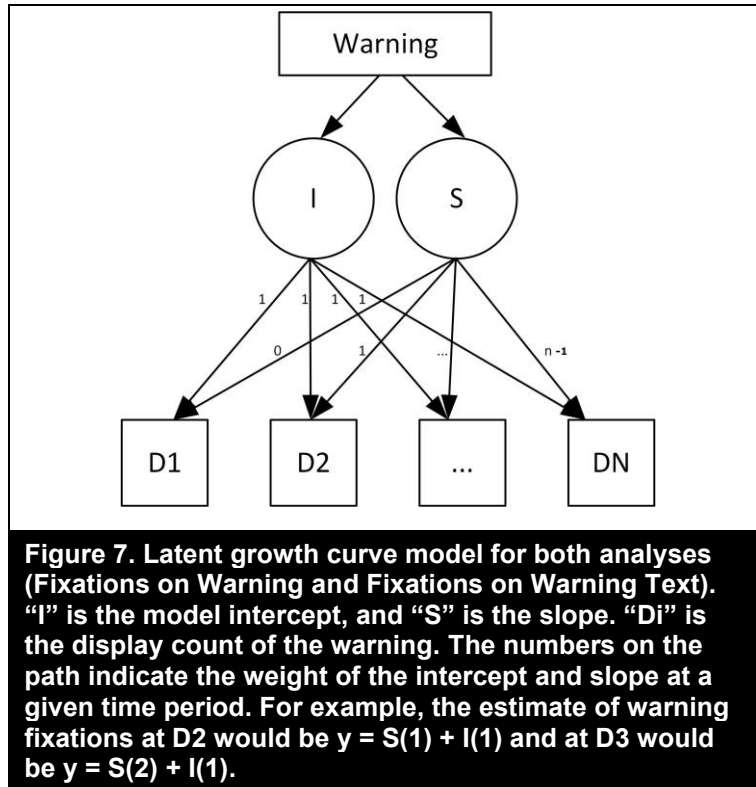 Warning
I S
1 1 1 1
0 1 ... n -1
D1 D2 ... DN
Figure 7. Latent growth curve model for both analyses
(Fixations on Warning and Fixations on Warning Text).
“I” is the model intercept, and “S” is the slope. “Di” is
the display count of the warning. The numbers on the
path indicate the weight of the intercept and slope at a
given time period. For example, the estimate of warning
fixations at D2 would be y = S(1) + I(1) and at D3 would
be y = S(2) + I(1).